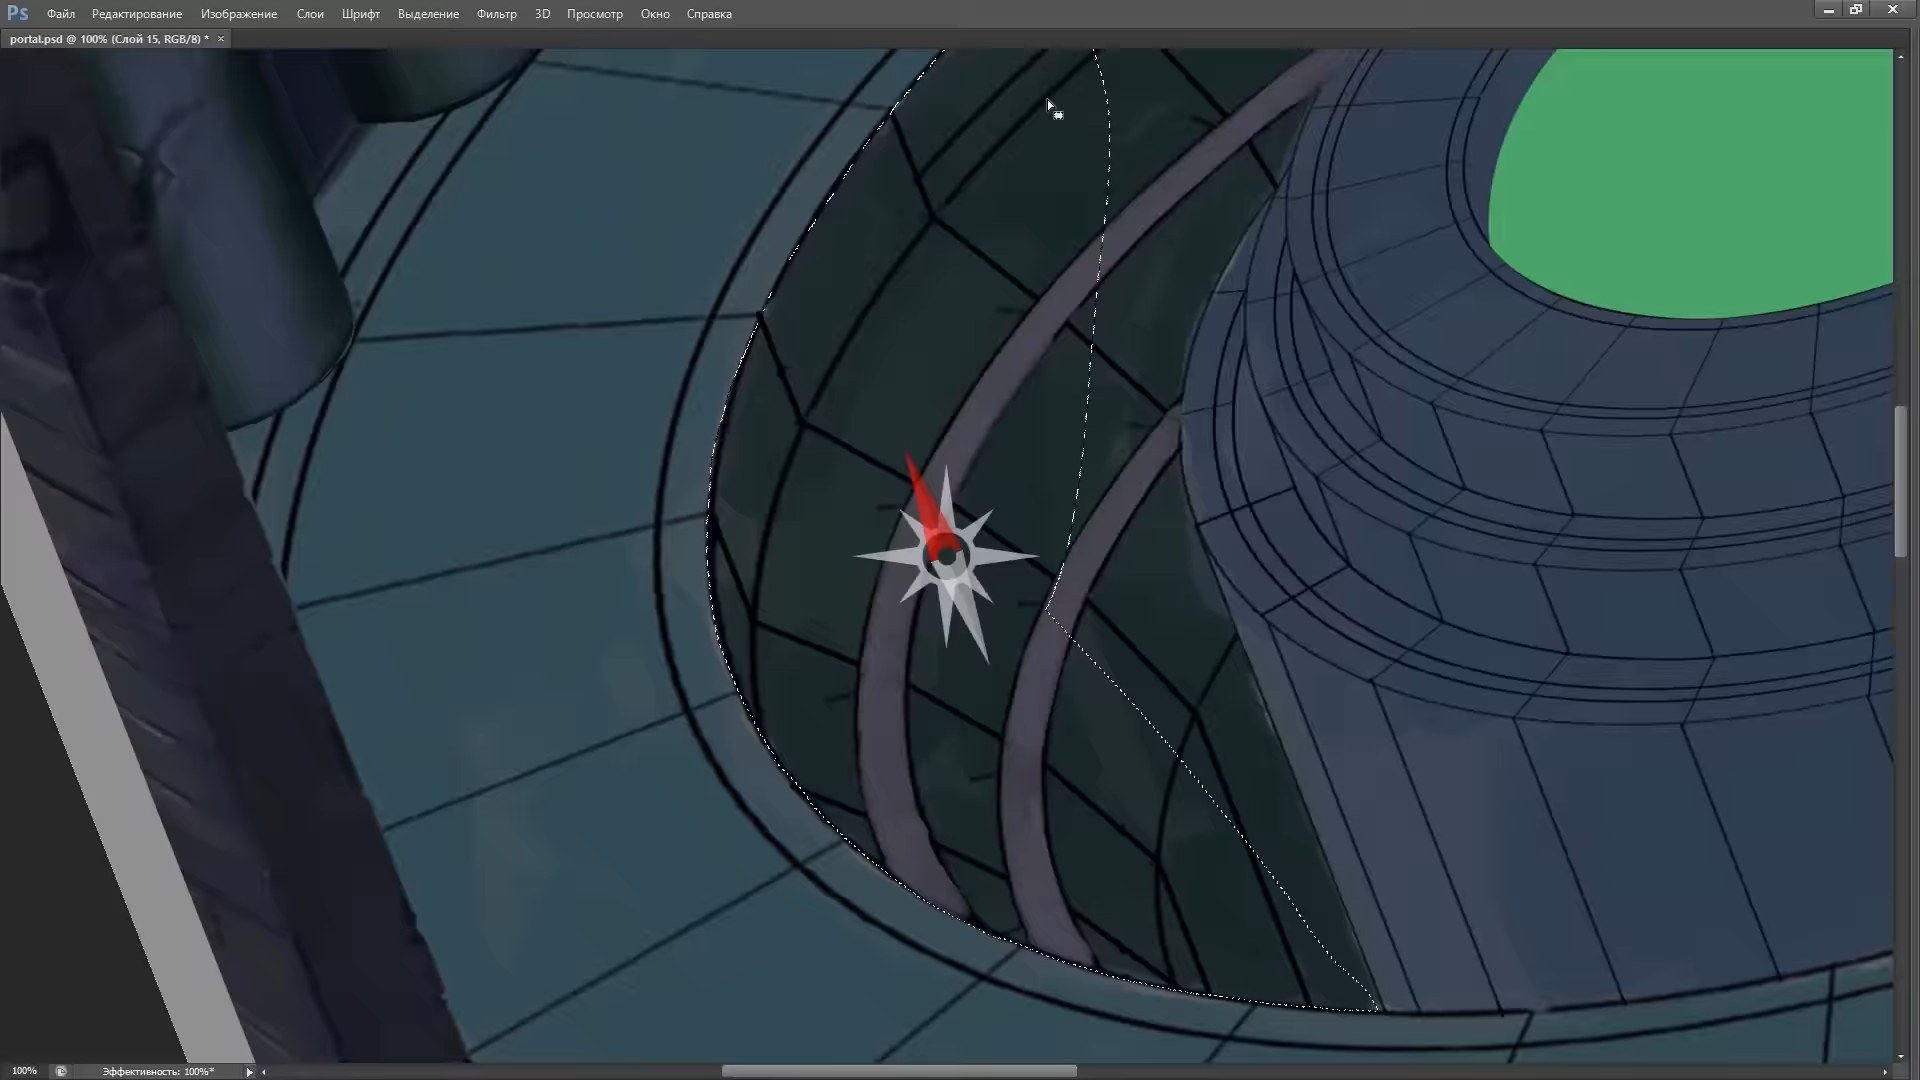 Ps Файл Редактирование Изображение Слои Шрифт Выделение Фильтр 3D Просмотр Окно Справка
portal.psd @ 100% (Слой 15, RGB/8) * ×
100% Эффективность: 100%*